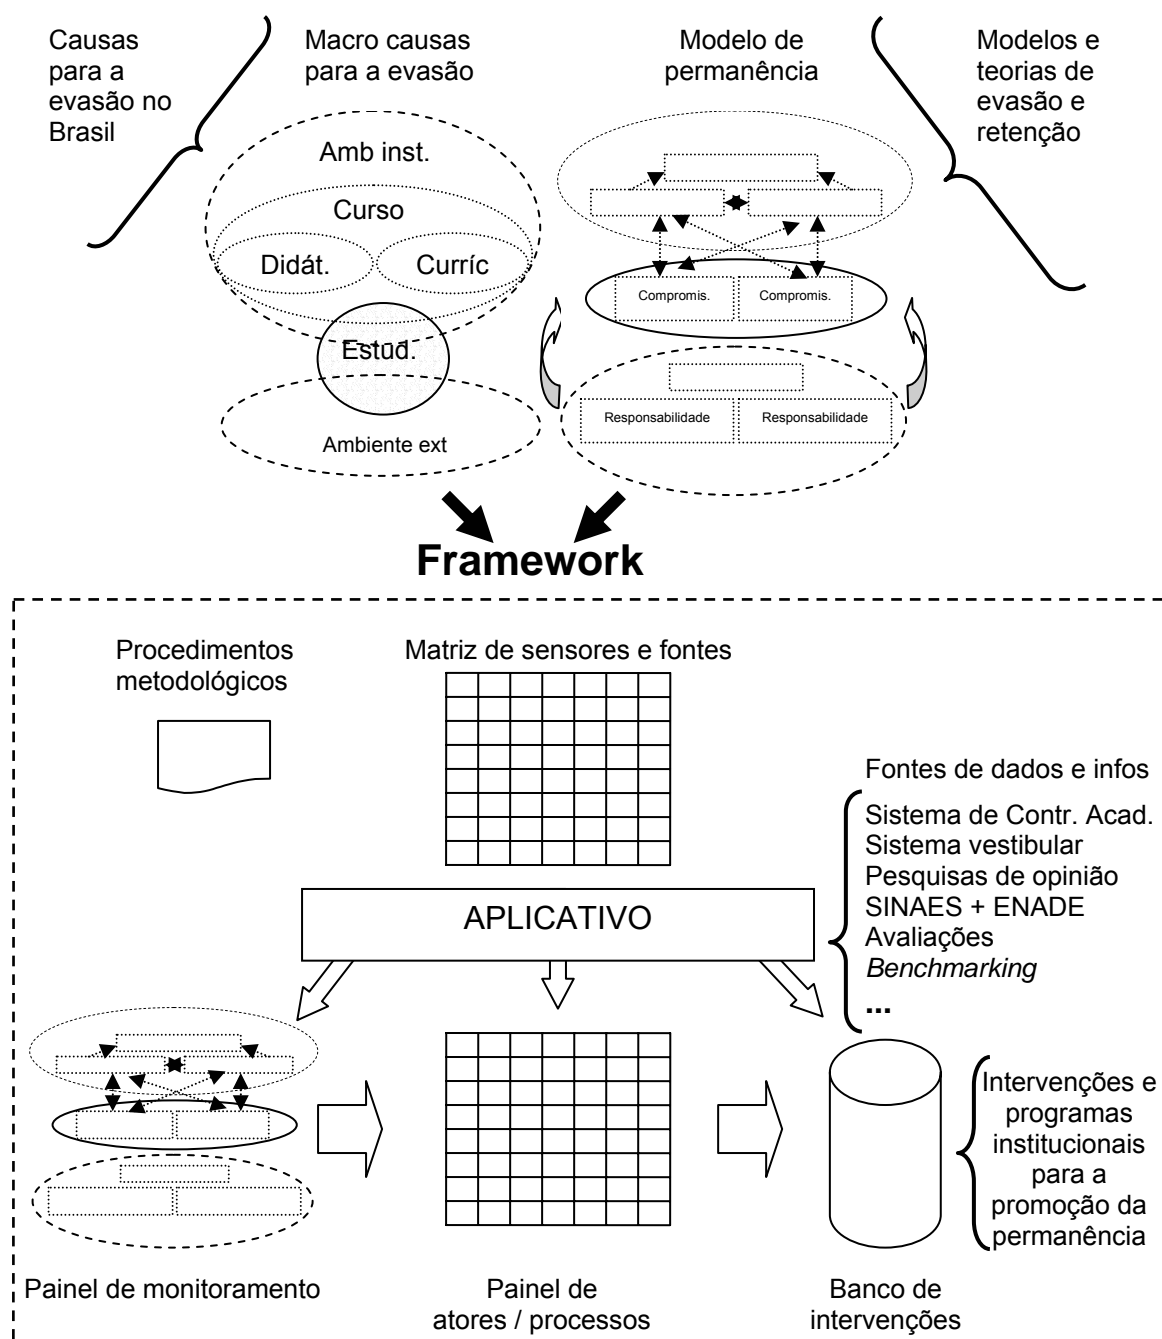 Causas
para a
evasão no
Brasil
Macro causas
para a evasão
Modelo de
permanência
Modelos e
teorias de
evasão e
retenção
Amb inst.
Curso
Didát.
Curríc
Estud.
Ambiente ext
Compromis.
Compromis.
Responsabilidade
Responsabilidade
Framework
Procedimentos
metodológicos
Matriz de sensores e fontes
Fontes de dados e infos
Sistema de Contr. Acad.
Sistema vestibular
Pesquisas de opinião
SINAES + ENADE
Avaliações
Benchmarking
...
APLICATIVO
Intervenções e
programas
institucionais
para a
promoção da
permanência
Painel de monitoramento
Painel de
atores / processos
Banco de
intervenções